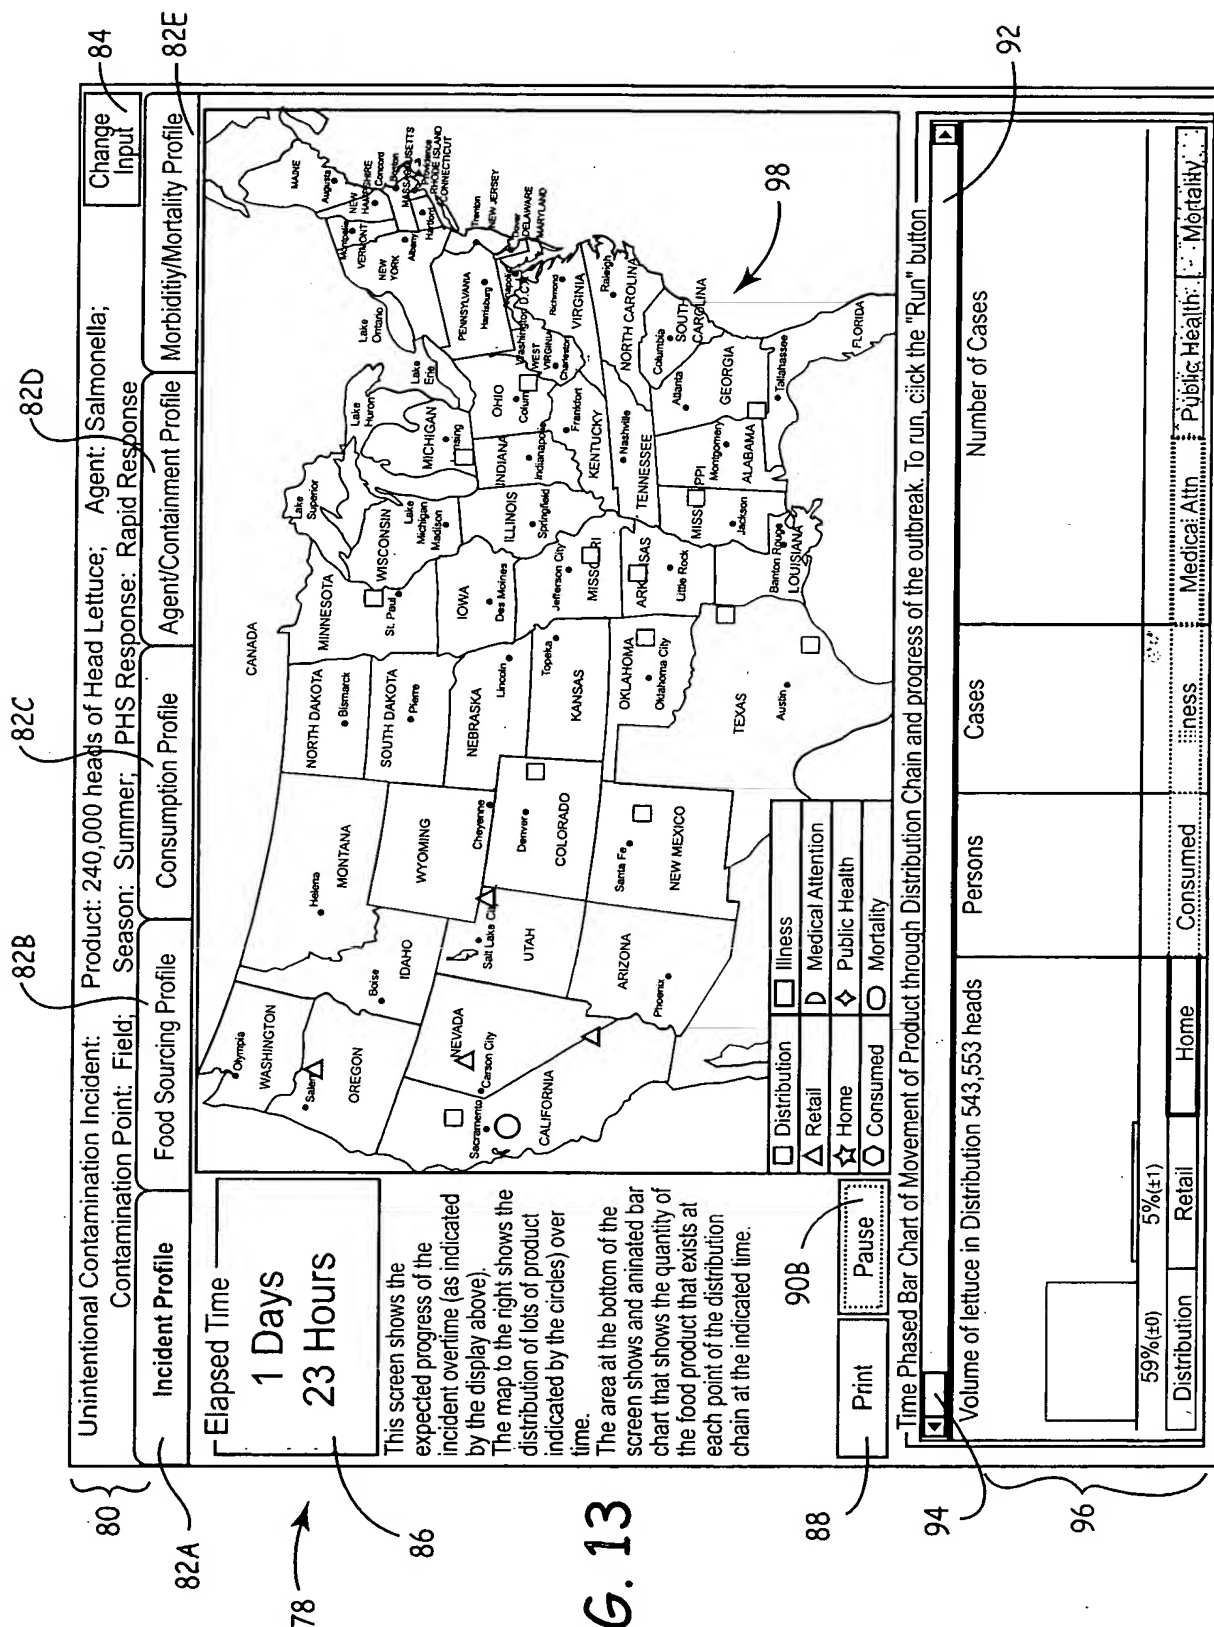 80
Unintentional Contamination Incident: Product: 240,000 heads of Head Lettuce; Agent: Salmonella;
Contamination Point: Field; Season: Summer; PHS Response: Rapid Response
Change
Input
84
82A
82B
82C
82D
82E
Incident Profile
Food Sourcing Profile
Consumption Profile
Agent/Containment Profile
Morbiditiy/Mortality Profile
78
86
Elapsed Time
1 Days
23 Hours
This screen shows the
expected progress of the
incident overtime (as indicated
by the display above).
The map to the right shows the
distribution of lots of product
indicated by the circles) over
time.
The area at the bottom of the
screen shows and aninated bar
chart that shows the quantity of
the food product that exists at
each point of the distribution
chain at the indicated time.
90B
88
Print
Pause
CANADA
WASHINGTON
Olympia
Salem
OREGON
IDAHO
Boise
MONTANA
Helena
WYOMING
Cheyenne
NEVADA
Carson City
Sacramento
CALIFORNIA
Salt Lake
UTAH
COLORADO
Denver
ARIZONA
Phoenix
NEW MEXICO
Santa Fe
NORTH DAKOTA
Bismarck
SOUTH DAKOTA
Pierre
NEBRASKA
Lincoln
KANSAS
Topeka
OKLAHOMA
Oklahoma City
TEXAS
Austin
MINNESOTA
St. Paul
IOWA
Des Moines
Jefferson City
Little Rock
LOUISIANA
Banton Rouge
WISCONSIN
Madison
Lake
Michigan
Lake
Superior
Lake
Huron
Lake
Erie
Lake
Ontario
ILLINOIS
Springfield
MICHIGAN
INDIANA
Indianapolis
OHIO
KENTUCKY
Frankfort
TENNESSEE
Nashville
Jackson
ALABAMA
Montgomery
GEORGIA
Atlanta
Tallahassee
FLORIDA
SOUTH
CAROLINA
Columbia
NORTH CAROLINA
Raleigh
VIRGINIA
Richmond
WEST
VIRGINIA
Charleston
Washington D.C.
PENNSYLVANIA
Harrisburg
NEW
YORK
Albany
VERMONT
Montpelier
NEW
HAMPSHIRE
Concord
MAINE
Augusta
Boston
MASSACHUSETTS
Providence
RHODE ISLAND
CONNECTICUT
Hartford
Trenton
NEW JERSEY
Dover
DELAWARE
MARYLAND
98
Distribution
Illness
Retail
Medical Attention
Home
Public Health
Consumed
Mortality
Time Phased Bar Chart of Movement of Product through Distribution Chain and progress of the outbreak. To run, click the "Run" button
92
94
96
Volume of lettuce in Distribution 543,553 heads
Persons
Cases
Number of Cases
59%(±0)
5%(±1)
Distribution
Retail
Home
Consumed
Illness
Medical Attn
Public Health
Mortality
G. 13